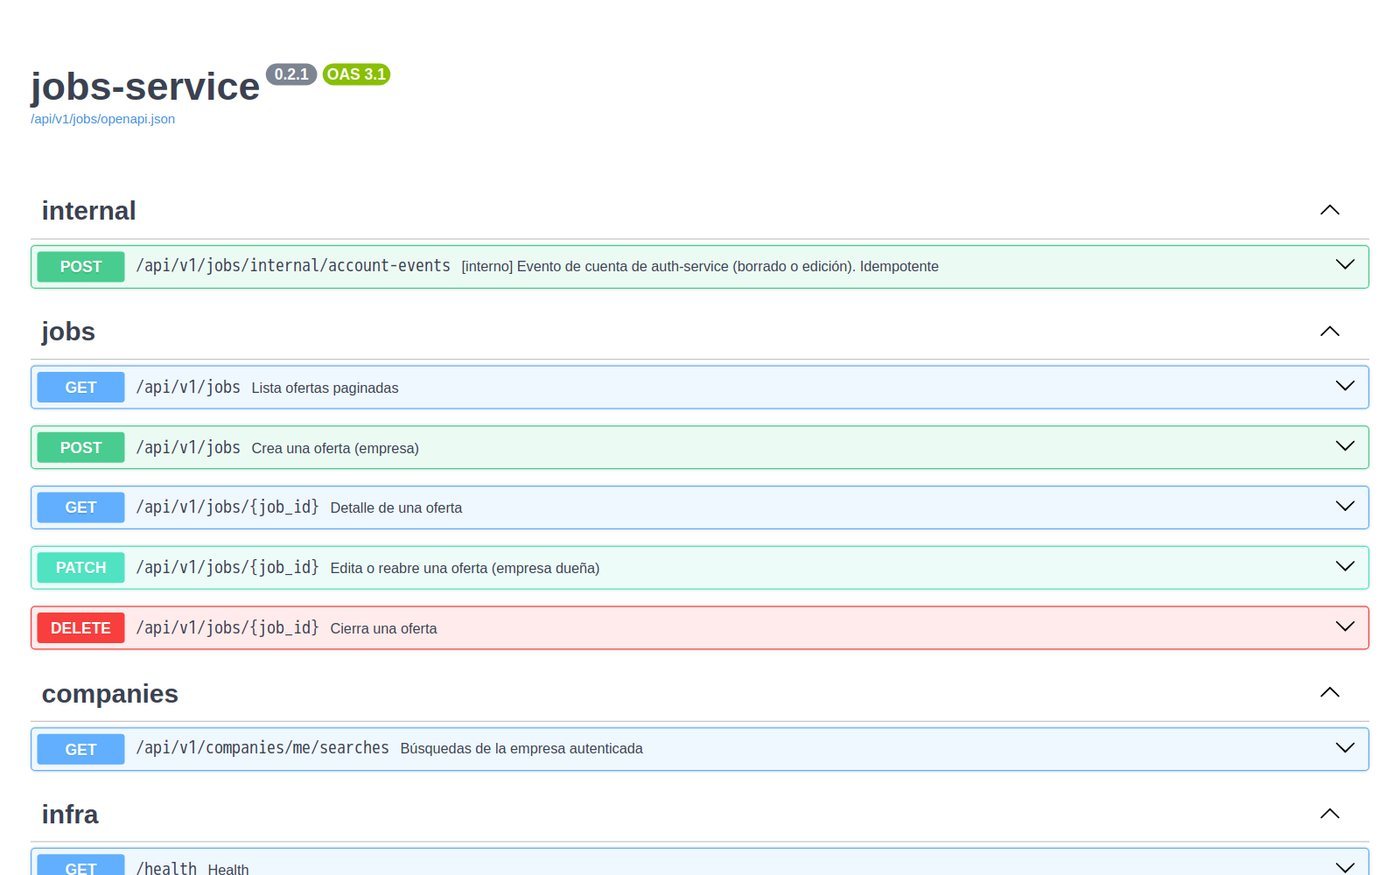 jobs-service 0.2.1 OAS 3.1
/api/v1/jobs/openapi.json
internal
POST /api/v1/jobs/internal/account-events [interno] Evento de cuenta de auth-service (borrado o edición). Idempotente
jobs
GET /api/v1/jobs Lista ofertas paginadas
POST /api/v1/jobs Crea una oferta (empresa)
GET /api/v1/jobs/{job_id} Detalle de una oferta
PATCH /api/v1/jobs/{job_id} Edita o reabre una oferta (empresa dueña)
DELETE /api/v1/jobs/{job_id} Cierra una oferta
companies
GET /api/v1/companies/me/searches Búsquedas de la empresa autenticada
infra
GET /health Health